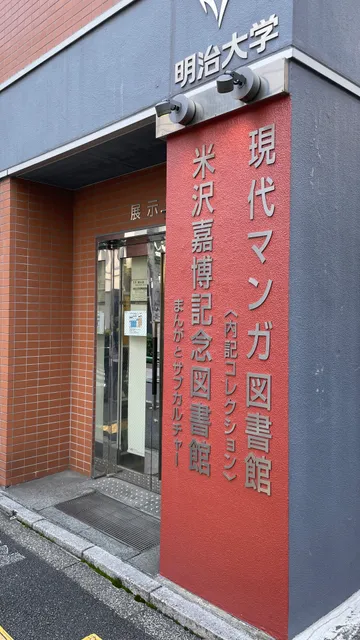 明治大学
現代マンガ図書館
〈内記コレクション〉
米沢嘉博記念図書館
まんがとサブカルチャー
展示